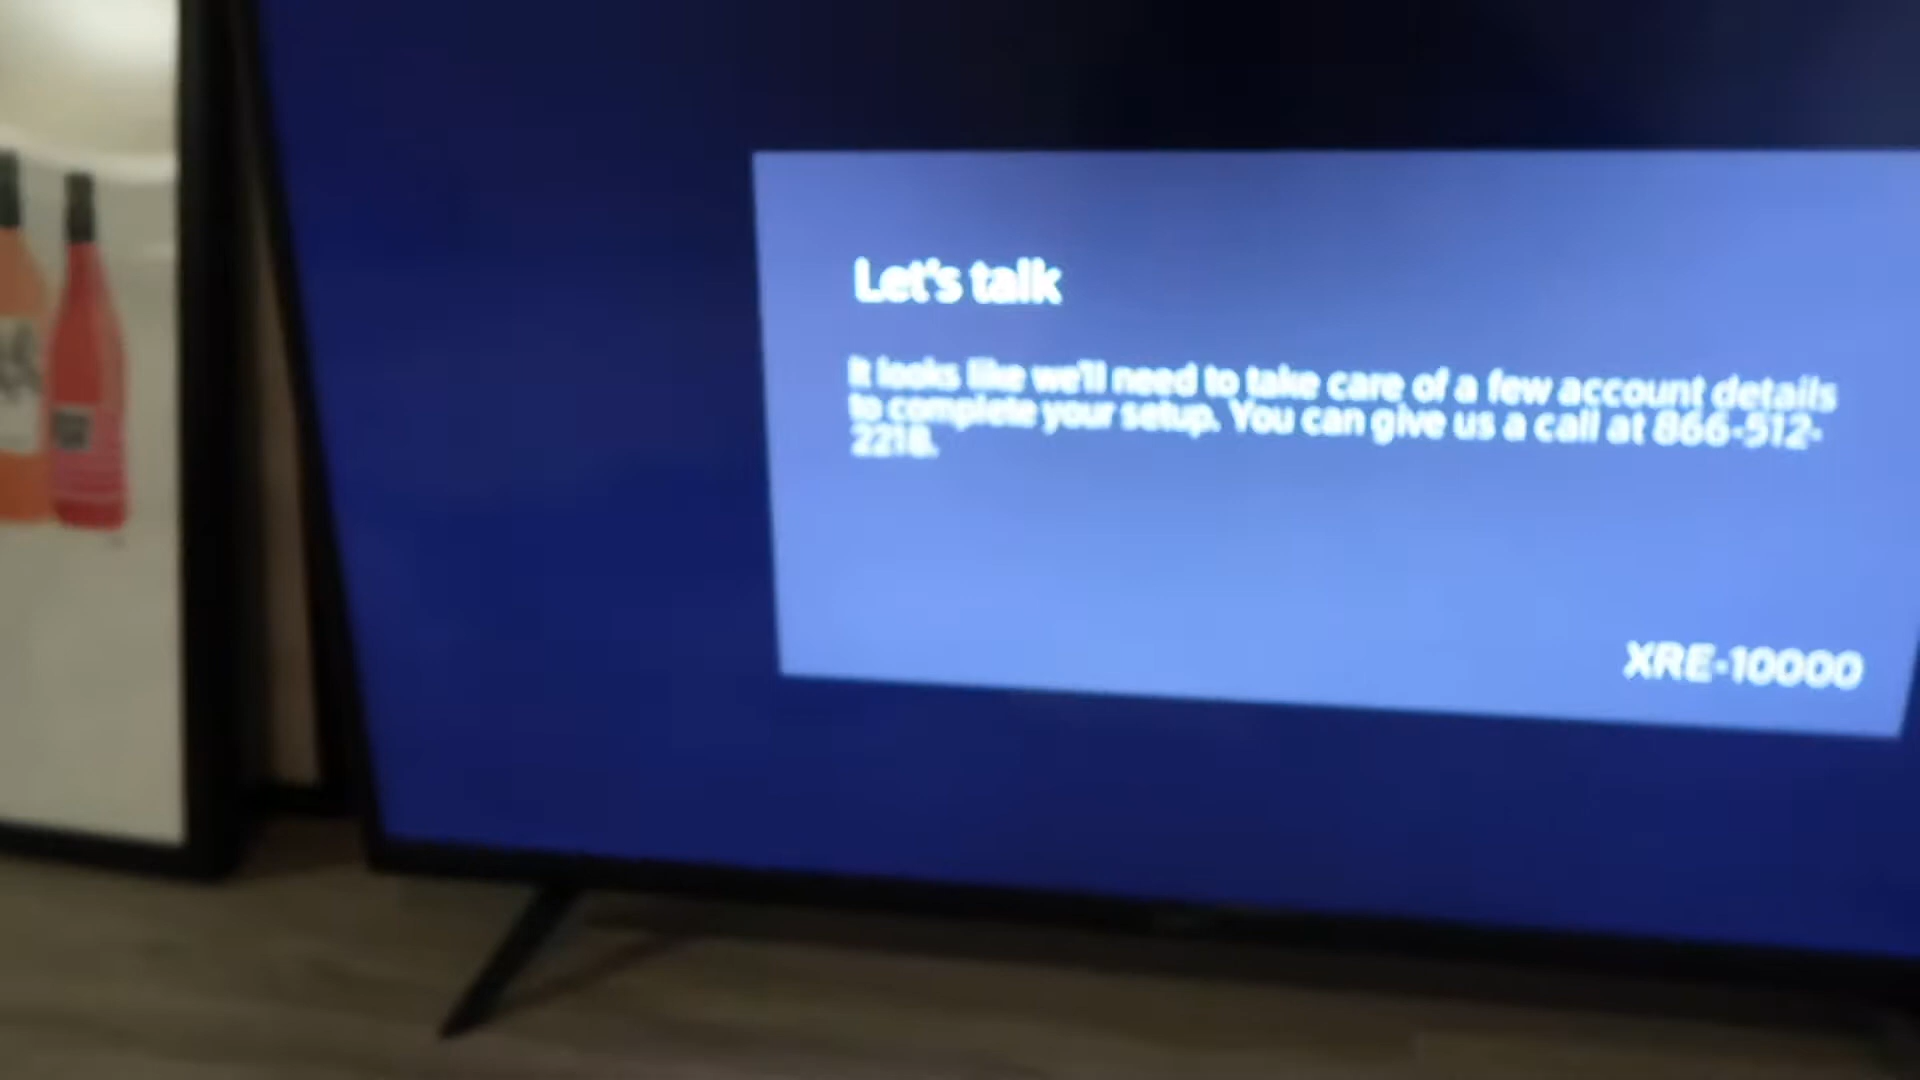 Let's talk
It looks like we'll need to take care of a few account details
to complete your setup. You can give us a call at 866-512-
2218.
XRE-10000